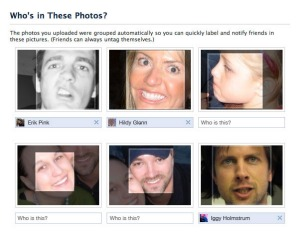 Who's in These Photos?
The photos you uploaded were grouped automatically so you can quickly label and notify friends in
these pictures. (Friends can always untag themselves.)
Erik Pink
Hildy Glann
Who is this?
Who is this?
Who is this?
Iggy Holmstrum